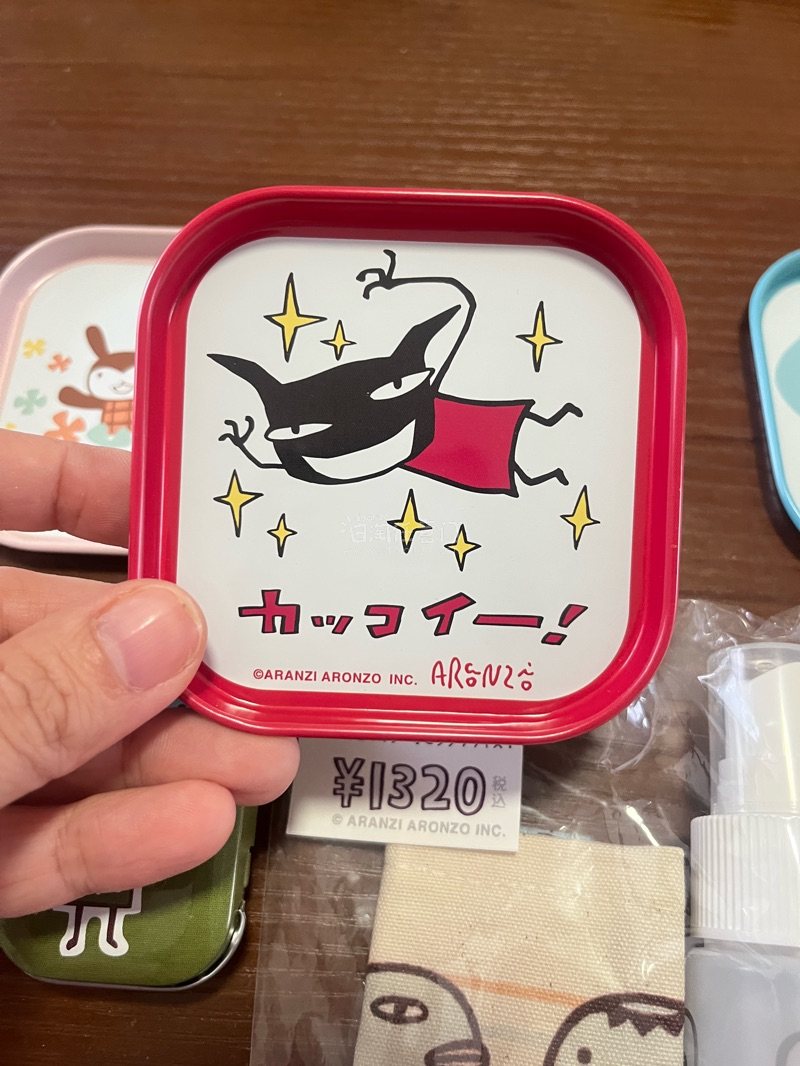 カッコイー!
©ARANZI ARONZO INC. ARONZO
¥1320 税込
© ARANZI ARONZO INC.